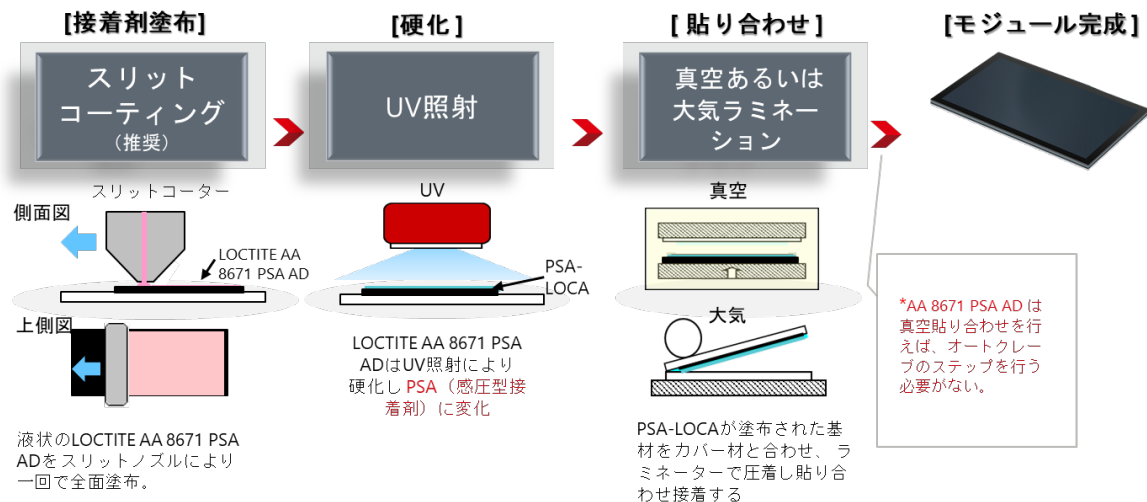 [接着剤塗布]
スリット
コーティング
（推奨）
スリットコーター
側面図
LOCTITE AA
8671 PSA AD
上側図
液状のLOCTITE AA 8671 PSA
ADをスリットノズルにより
一回で全面塗布。
[硬化]
UV照射
UV
PSA-
LOCA
LOCTITE AA 8671 PSA
ADはUV照射により
硬化し PSA（感圧型接
着剤）に変化
[ 貼り合わせ]
真空あるいは
大気ラミネー
ション
真空
大気
PSA-LOCAが塗布された基
材をカバー材と合わせ、ラ
ミネーターで圧着し貼り合
わせ接着する
[モジュール完成]
*AA 8671 PSA AD は
真空貼り合わせを行
えば、オートクレー
ブのステップを行う
必要がない。